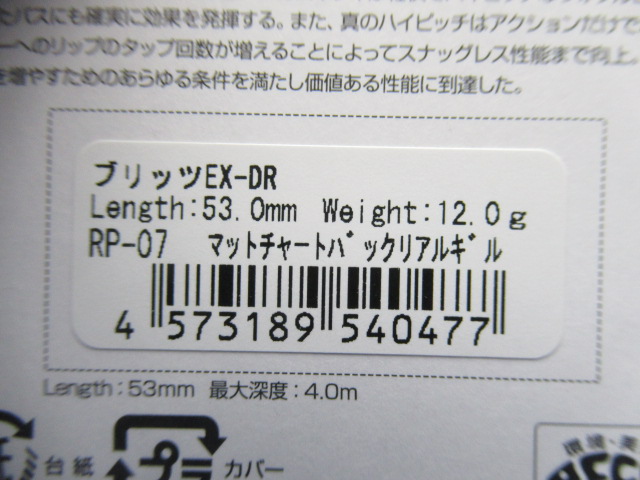 たバスにも確実に効果を発揮する。また、真のハイピッチはアクションだけで
ーへのリップのタップ回数が増えることによってスナッグレス性能まで向上。
を増やすためのあらゆる条件を満たし価値ある性能に到達した。
ブリッツEX-DR
Length:53.0mm Weight:12.0g
RP-07 マットチャートバックリアルギル
4 573189 540477
Length:53mm 最大深度:4.0m
台紙
プラ
カバー